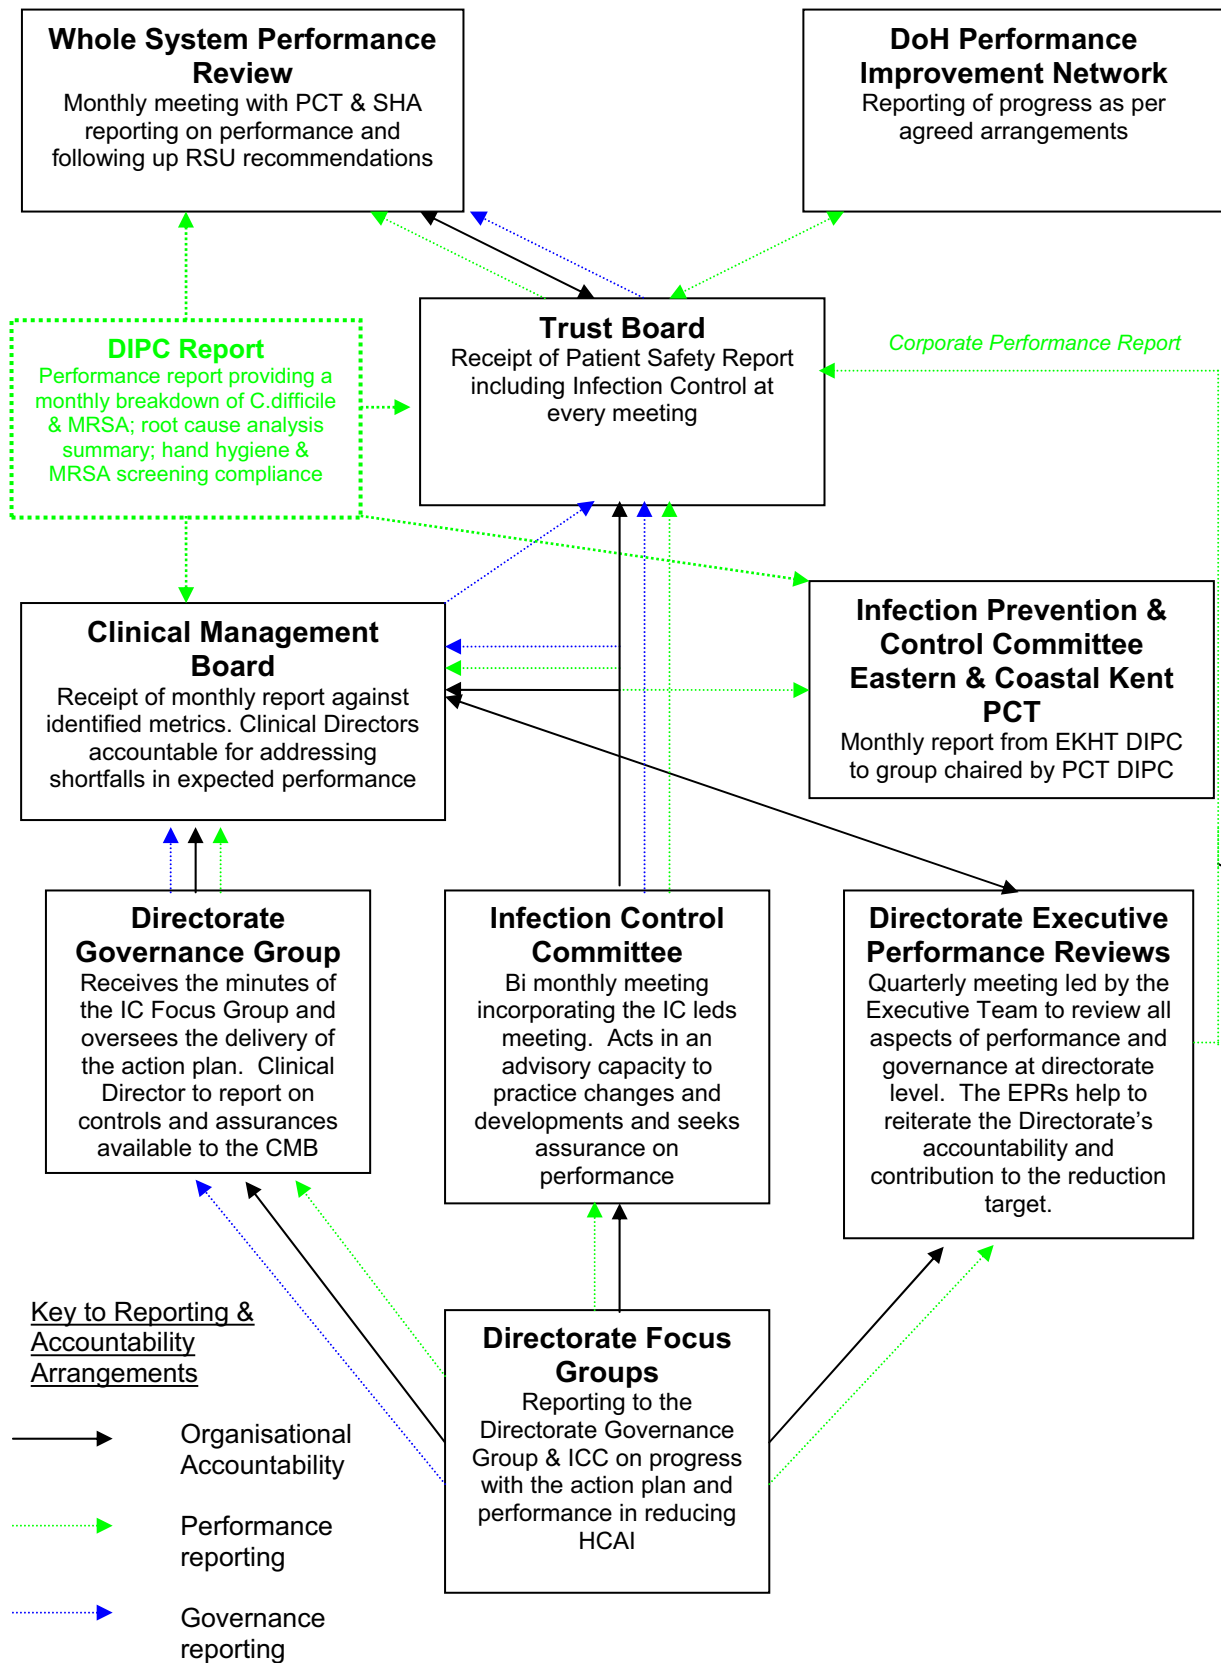 Whole System Performance
Review
Monthly meeting with PCT & SHA
reporting on performance and
following up RSU recommendations
DoH Performance
Improvement Network
Reporting of progress as per
agreed arrangements
DIPC Report
Performance report providing a
monthly breakdown of C.difficile
& MRSA; root cause analysis
summary; hand hygiene &
MRSA screening compliance
Trust Board
Receipt of Patient Safety Report
including Infection Control at
every meeting
Corporate Performance Report
Clinical Management
Board
Receipt of monthly report against
identified metrics. Clinical Directors
accountable for addressing
shortfalls in expected performance
Infection Prevention &
Control Committee
Eastern & Coastal Kent
PCT
Monthly report from EKHT DIPC
to group chaired by PCT DIPC
Directorate
Governance Group
Receives the minutes of
the IC Focus Group and
oversees the delivery of
the action plan. Clinical
Director to report on
controls and assurances
available to the CMB
Infection Control
Committee
Bi monthly meeting
incorporating the IC leds
meeting. Acts in an
advisory capacity to
practice changes and
developments and seeks
assurance on
performance
Directorate Executive
Performance Reviews
Quarterly meeting led by the
Executive Team to review all
aspects of performance and
governance at directorate
level. The EPRs help to
reiterate the Directorate's
accountability and
contribution to the reduction
target.
Key to Reporting &
Accountability
Arrangements
Organisational
Accountability
Performance
reporting
Governance
reporting
Directorate Focus
Groups
Reporting to the
Directorate Governance
Group & ICC on progress
with the action plan and
performance in reducing
HCAI